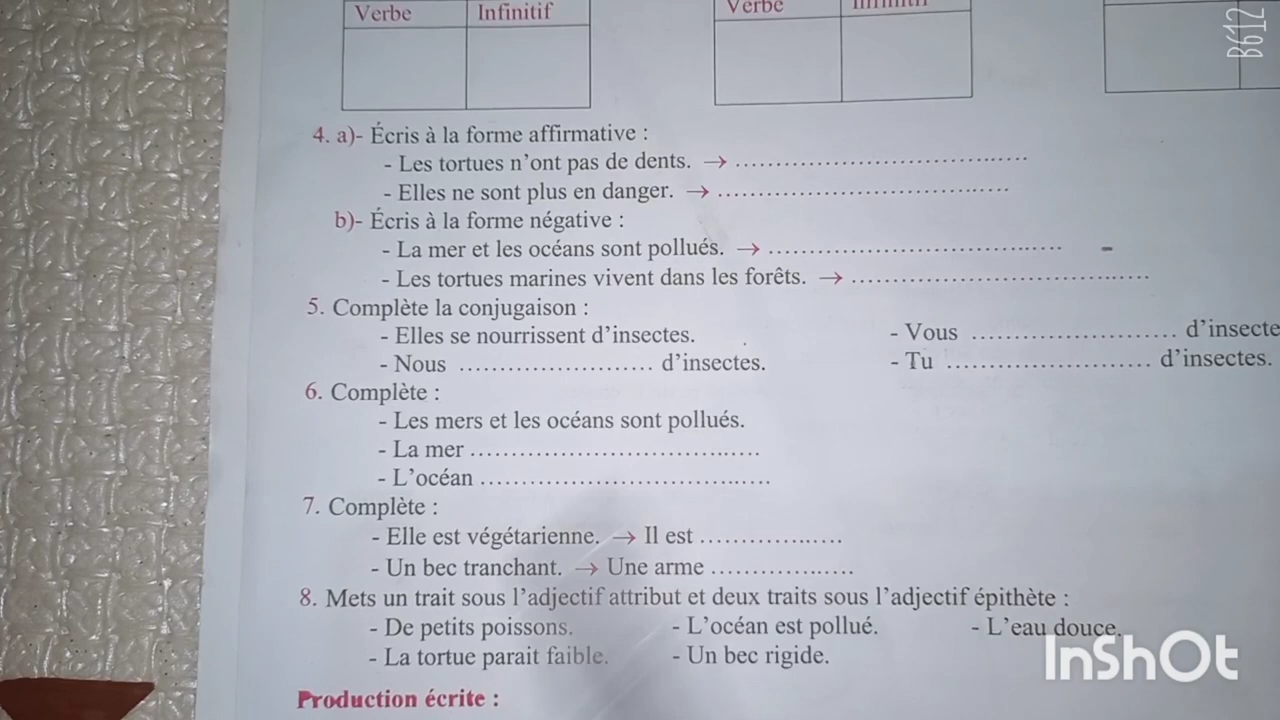 Verbe Infinitif Verbe Infinitif
B612
4. a)- Écris à la forme affirmative :
- Les tortues n'ont pas de dents. → ....................................
- Elles ne sont plus en danger. → ....................................
b)- Écris à la forme négative :
- La mer et les océans sont pollués. → ....................................
- Les tortues marines vivent dans les forêts. → ....................................
5. Complète la conjugaison :
- Elles se nourrissent d'insectes. - Vous ......................... d'insecte
- Nous ........................ d'insectes. - Tu ......................... d'insectes.
6. Complète :
- Les mers et les océans sont pollués.
- La mer ....................................
- L'océan ....................................
7. Complète :
- Elle est végétarienne. → Il est ..................
- Un bec tranchant. → Une arme ..................
8. Mets un trait sous l'adjectif attribut et deux traits sous l'adjectif épithète :
- De petits poissons. - L'océan est pollué. - L'eau douce.
- La tortue parait faible. - Un bec rigide.
InShOt
Production écrite :